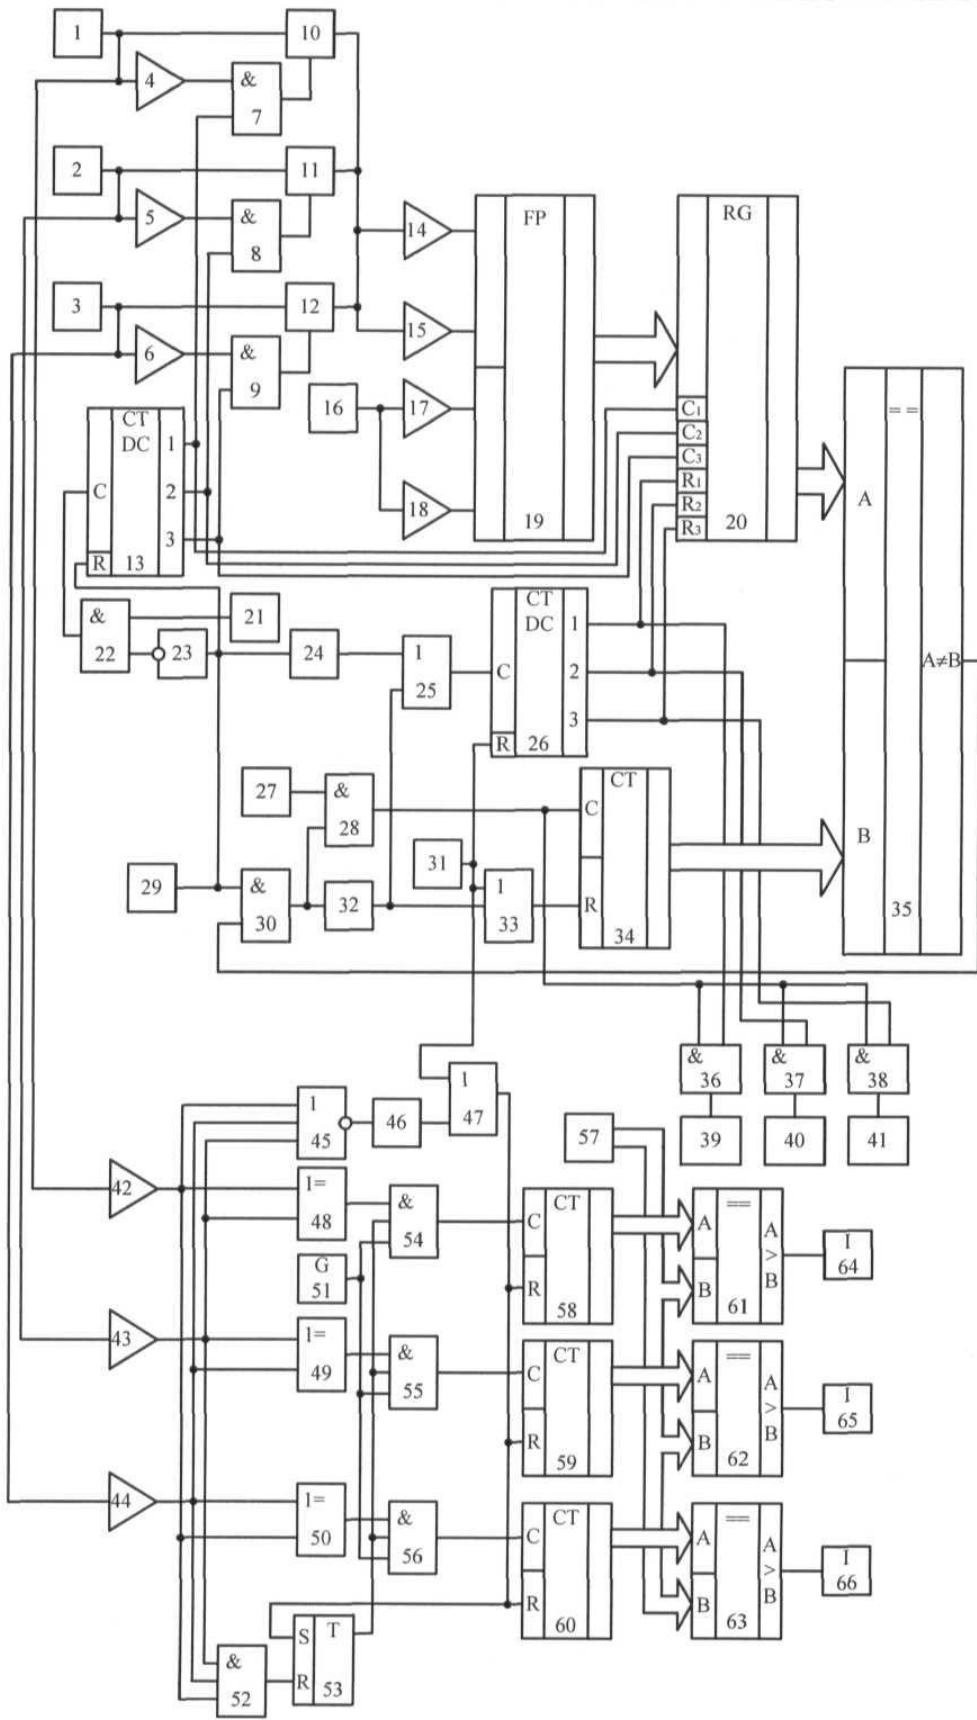 1
10
4
&
7
2
11
5
&
8
3
12
6
&
9
14
15
16
17
18
FP
19
RG
C1
C2
C3
R1
R2
R3
20
CT
DC
1
C
2
3
R
13
= =
A
A≠B
B
35
&
22
21
23
24
1
25
CT
DC
1
C
2
3
R
26
27
&
28
CT
C
R
34
31
29
&
30
32
1
33
&
36
&
37
&
38
39
40
41
1
45
46
1
47
57
42
1=
48
&
54
G
51
CT
C
R
58
==
A
B
A
>
B
61
I
64
43
1=
49
&
55
CT
C
R
59
==
A
B
A
>
B
62
I
65
44
1=
50
&
56
CT
C
R
60
==
A
B
A
>
B
63
I
66
&
52
S
T
R
53